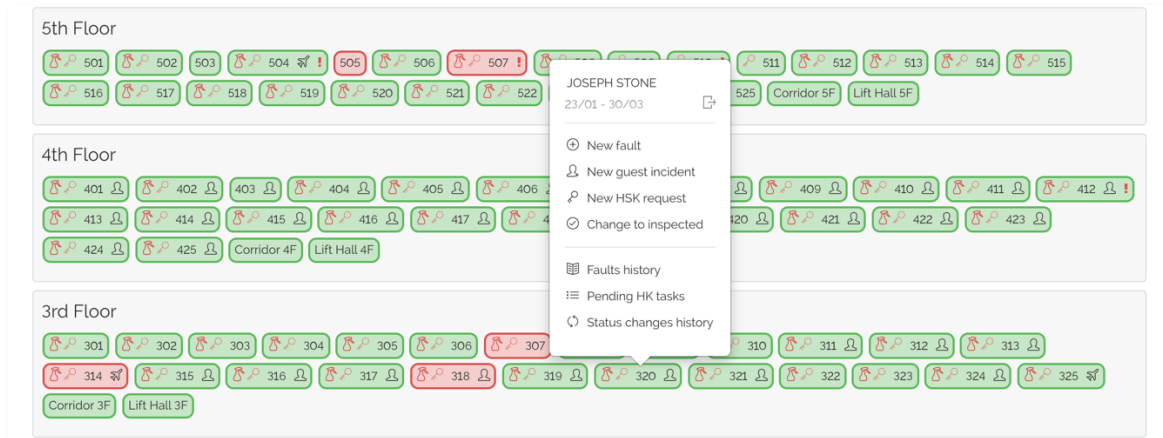 5th Floor
501 502 503 504 ! 505 506 507 ! 511 512 513 514 515
516 517 518 519 520 521 522 525 Corridor 5F Lift Hall 5F
JOSEPH STONE
23/01 - 30/03
New fault
New guest incident
New HSK request
Change to inspected
Faults history
Pending HK tasks
Status changes history
4th Floor
401 402 403 404 405 406 409 410 411 412 !
413 414 415 416 417 420 421 422 423
424 425 Corridor 4F Lift Hall 4F
3rd Floor
301 302 303 304 305 306 307 310 311 312 313
314 315 316 317 318 319 320 321 322 323 324 325
Corridor 3F Lift Hall 3F